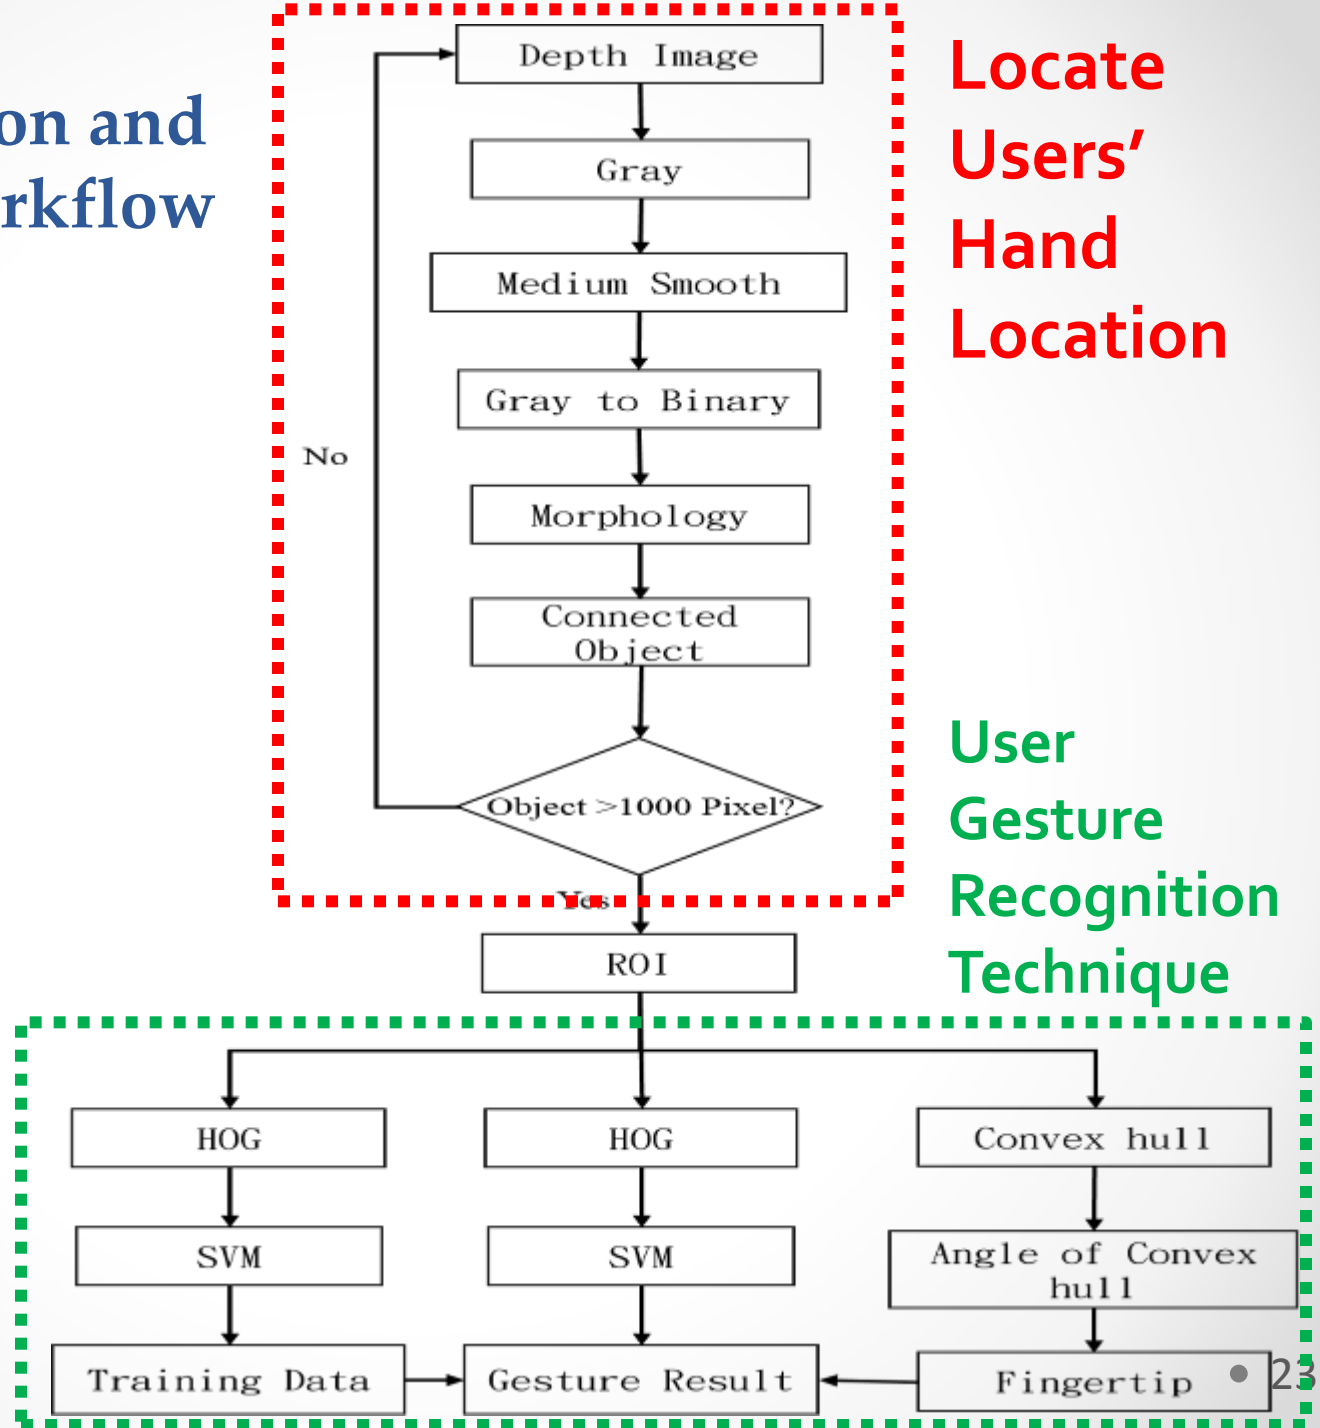 on and
rkflow
Locate
Users’
Hand
Location
Depth Image
Gray
Medium Smooth
Gray to Binary
No
Morphology
Connected
Object
Object >1000 Pixel?
Yes
ROI
User
Gesture
Recognition
Technique
HOG
HOG
Convex hull
SVM
SVM
Angle of Convex
hull
Training Data
Gesture Result
Fingertip
• 23